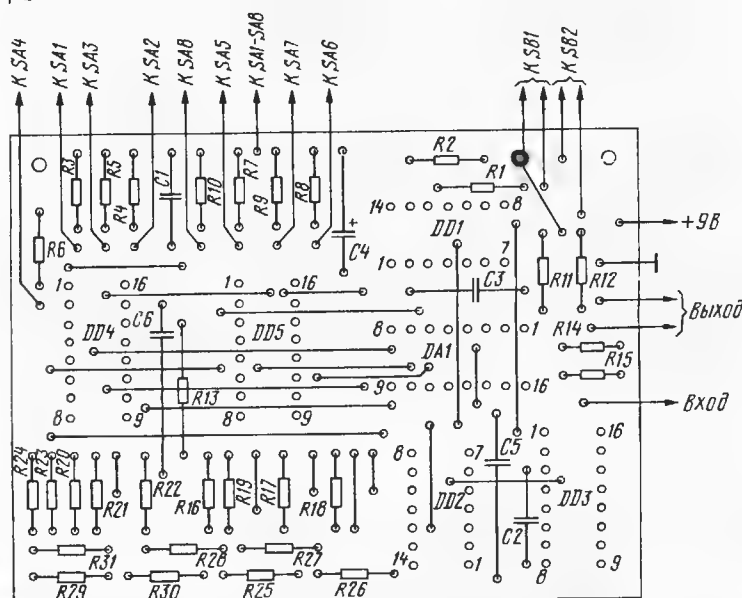 К SA4
К SA1
К SA3
К SA2
К SA8
К SA5
К SA1-SA8
К SA7
К SA6
К SB1
К SB2
R3
R5
R4
C1
R10
R7
R9
R8
+
C4
R2
R1
14
8
DD1
+9В
R6
1
16
1
16
1
7
C3
R11
R12
Выход
C6
DD4
DD5
8
1
R14
DA1
R15
R13
9
16
Вход
8
9
8
9
R24
R23
R20
R21
R22
R16
R19
R17
R18
8
7
C5
1
16
DD2
DD3
C2
R31
R28
R27
14
1
8
9
R29
R30
R25
R26